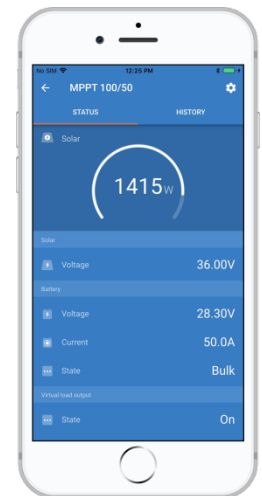 No SIM 12:25 PM
MPPT 100/50
STATUS HISTORY
Solar
1415W
Solar
Voltage 36.00V
Battery
Voltage 28.30V
Current 50.0A
State Bulk
Virtual load output
State On